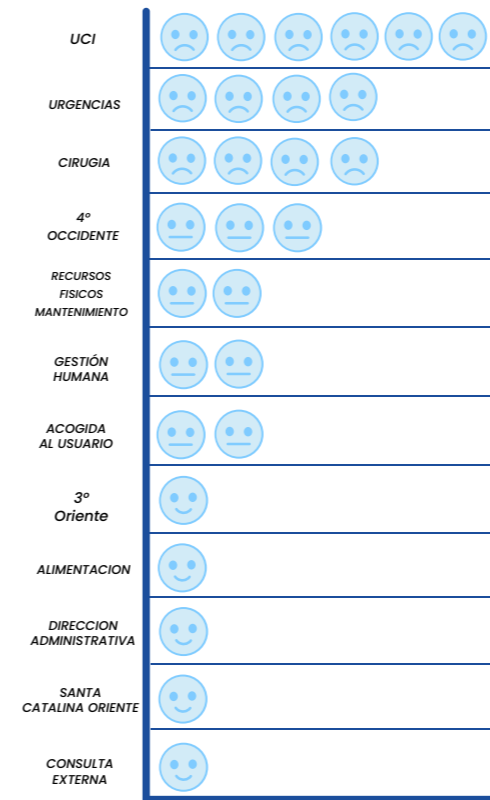 UCI
URGENCIAS
CIRUGIA
4º
OCCIDENTE
RECURSOS
FISICOS
MANTENIMIENTO
GESTIÓN
HUMANA
ACOGIDA
AL USUARIO
3º
Oriente
ALIMENTACION
DIRECCION
ADMINISTRATIVA
SANTA
CATALINA ORIENTE
CONSULTA
EXTERNA